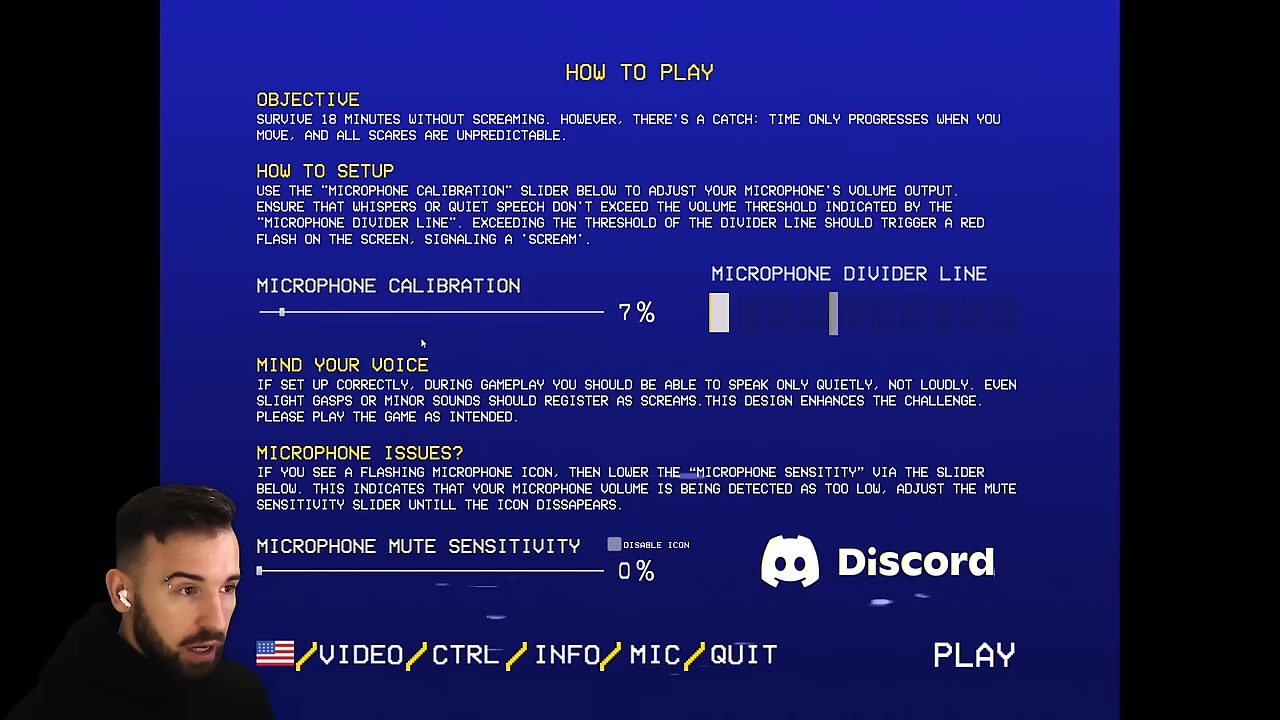 HOW TO PLAY
OBJECTIVE
SURVIVE 18 MINUTES WITHOUT SCREAMING. HOWEVER, THERE'S A CATCH: TIME ONLY PROGRESSES WHEN YOU
MOVE, AND ALL SCARES ARE UNPREDICTABLE.
HOW TO SETUP
USE THE "MICROPHONE CALIBRATION" SLIDER BELOW TO ADJUST YOUR MICROPHONE'S VOLUME OUTPUT.
ENSURE THAT WHISPERS OR QUIET SPEECH DON'T EXCEED THE VOLUME THRESHOLD INDICATED BY THE
"MICROPHONE DIVIDER LINE". EXCEEDING THE THRESHOLD OF THE DIVIDER LINE SHOULD TRIGGER A RED
FLASH ON THE SCREEN, SIGNALING A 'SCREAM'.
MICROPHONE CALIBRATION
7%
MICROPHONE DIVIDER LINE
MIND YOUR VOICE
IF SET UP CORRECTLY, DURING GAMEPLAY YOU SHOULD BE ABLE TO SPEAK ONLY QUIETLY, NOT LOUDLY. EVEN
SLIGHT GASPS OR MINOR SOUNDS SHOULD REGISTER AS SCREAMS.THIS DESIGN ENHANCES THE CHALLENGE.
PLEASE PLAY THE GAME AS INTENDED.
MICROPHONE ISSUES?
IF YOU SEE A FLASHING MICROPHONE ICON, THEN LOWER THE “MICROPHONE SENSITITY” VIA THE SLIDER
BELOW. THIS INDICATES THAT YOUR MICROPHONE VOLUME IS BEING DETECTED AS TOO LOW, ADJUST THE MUTE
SENSITIVITY SLIDER UNTILL THE ICON DISSAPEARS.
MICROPHONE MUTE SENSITIVITY
DISABLE ICON
0%
Discord
VIDEO/CTRL/INFO/MIC/QUIT
PLAY